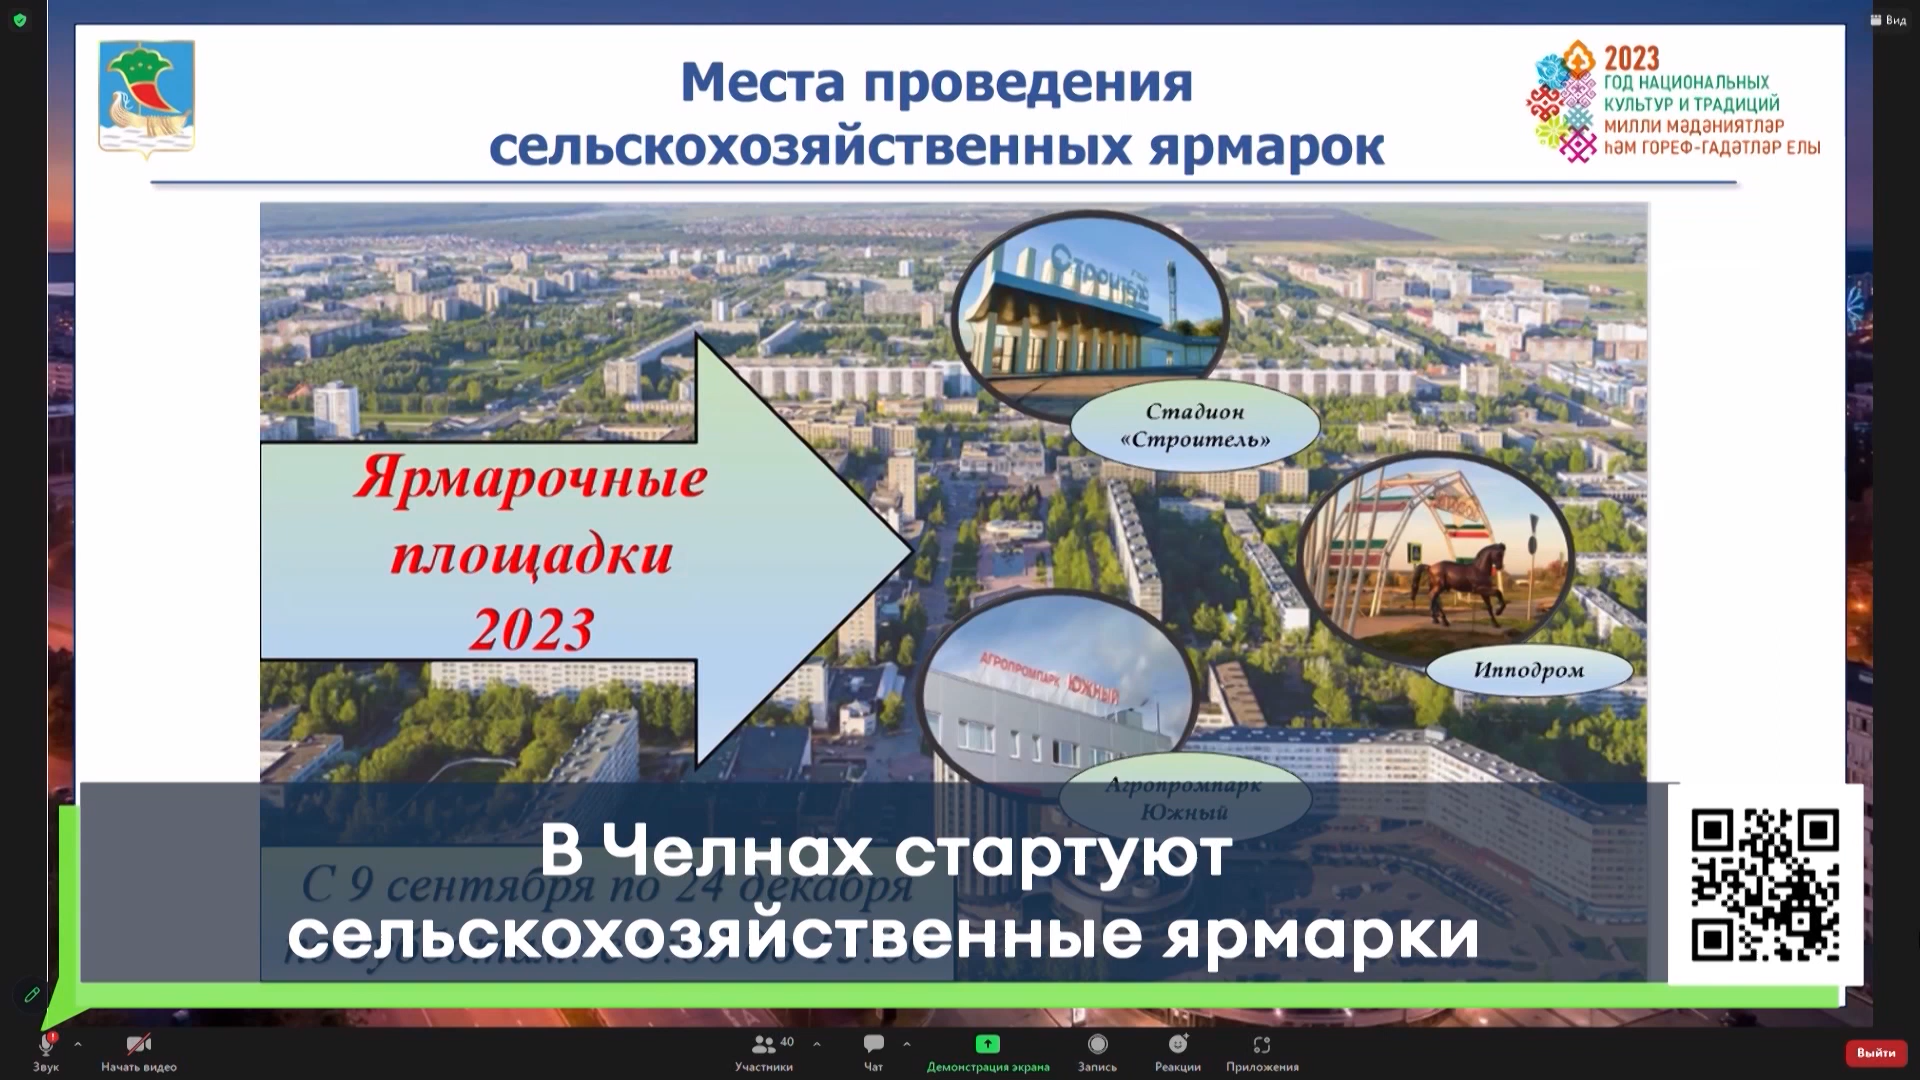 Вид
Места проведения
сельскохозяйственных ярмарок
2023
ГОД НАЦИОНАЛЬНЫХ
КУЛЬТУР И ТРАДИЦИЙ
МИЛЛИ МӘДӘНИЯТЛӘР
ҺӘМ ГОРЕФ-ГАДӘТЛӘР ЕЛЫ
Строитель
Стадион
«Строитель»
Ярмарочные
площадки
2023
Ипподром
АГРОПРОМПАРК ЮЖНЫЙ
Агропромпарк
Южный
С 9 сентября по 24 декабря
В Челнах стартуют
сельскохозяйственные ярмарки
Звук
Начать видео
40
Участники
Чат
Демонстрация экрана
Запись
Реакции
Приложения
Выйти